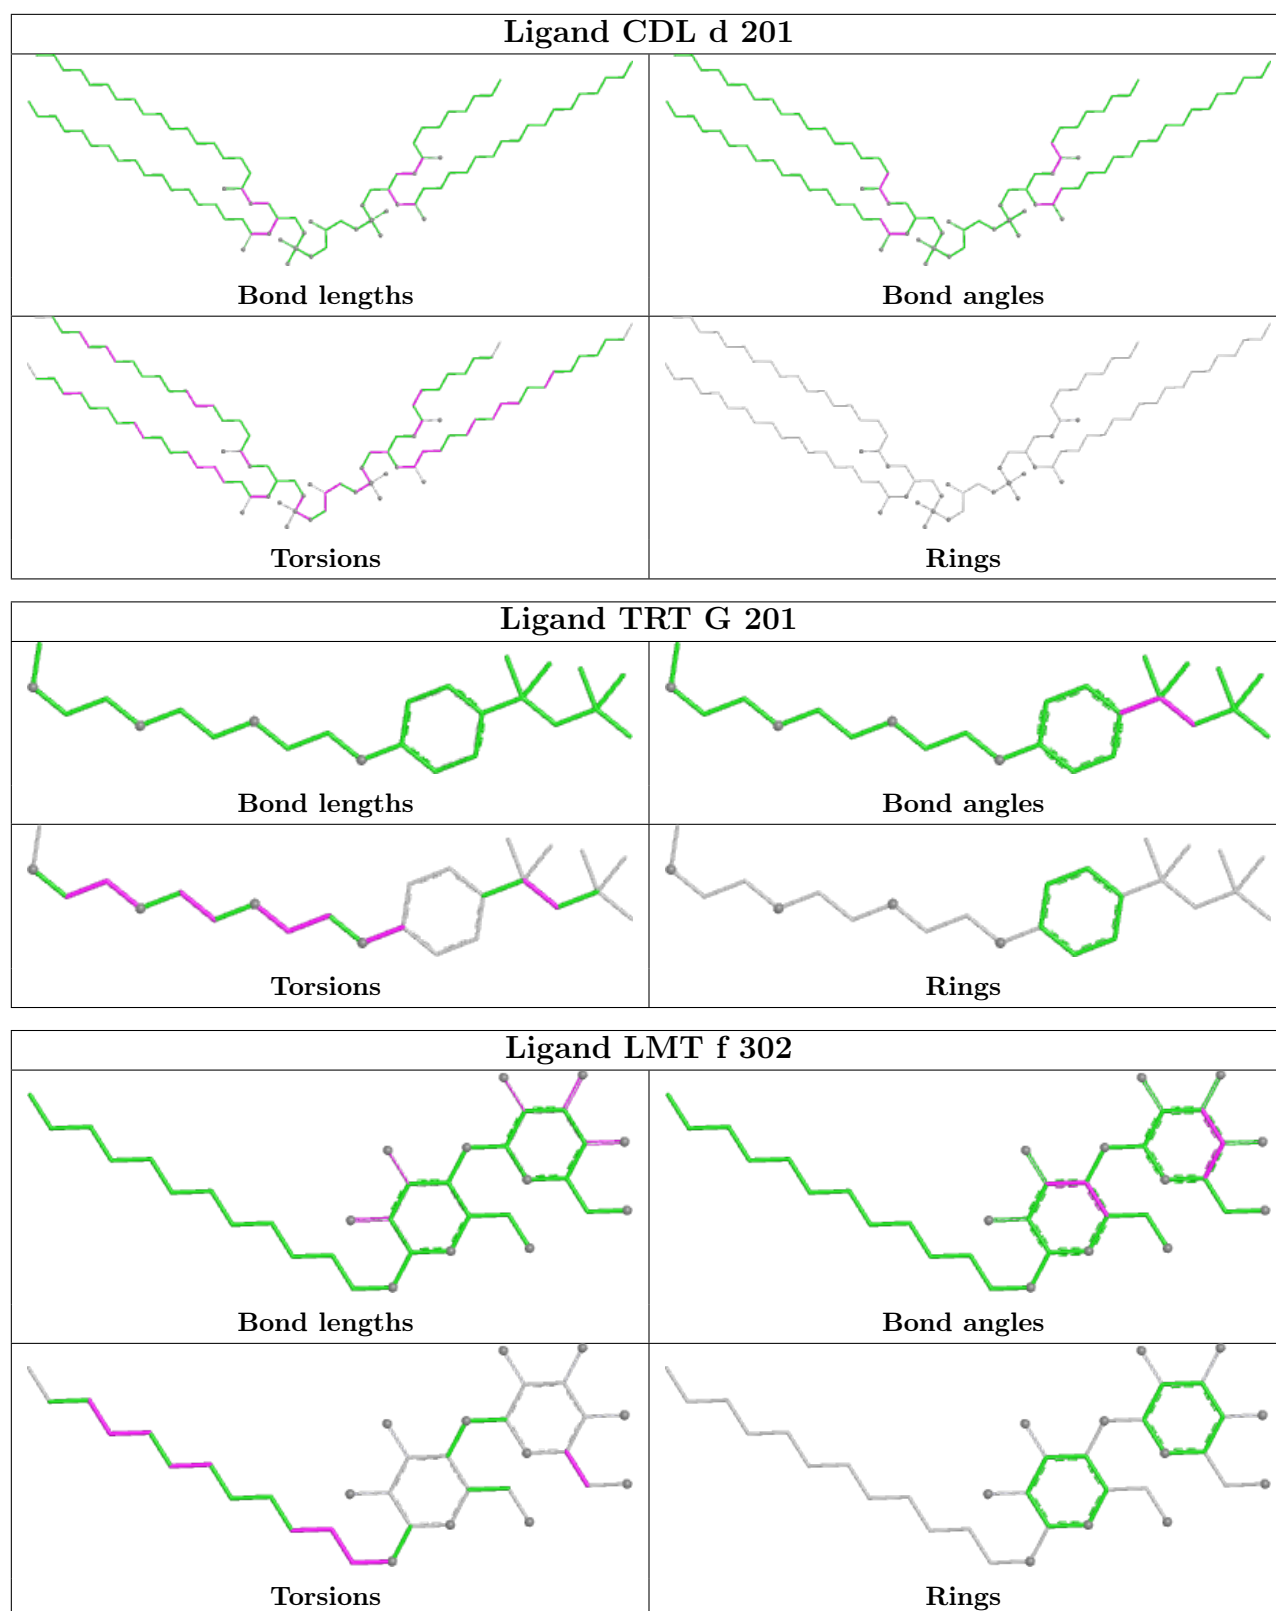 Ligand CDL d 201
Bond lengths
Bond angles
Torsions
Rings
Ligand TRT G 201
Bond lengths
Bond angles
Torsions
Rings
Ligand LMT f 302
Bond lengths
Bond angles
Torsions
Rings